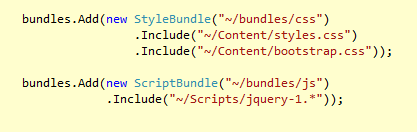 bundles.Add(new StyleBundle("~/bundles/css")
.Include("~/Content/styles.css")
.Include("~/Content/bootstrap.css"));
bundles.Add(new ScriptBundle("~/bundles/js")
.Include("~/Scripts/jquery-1.*"));